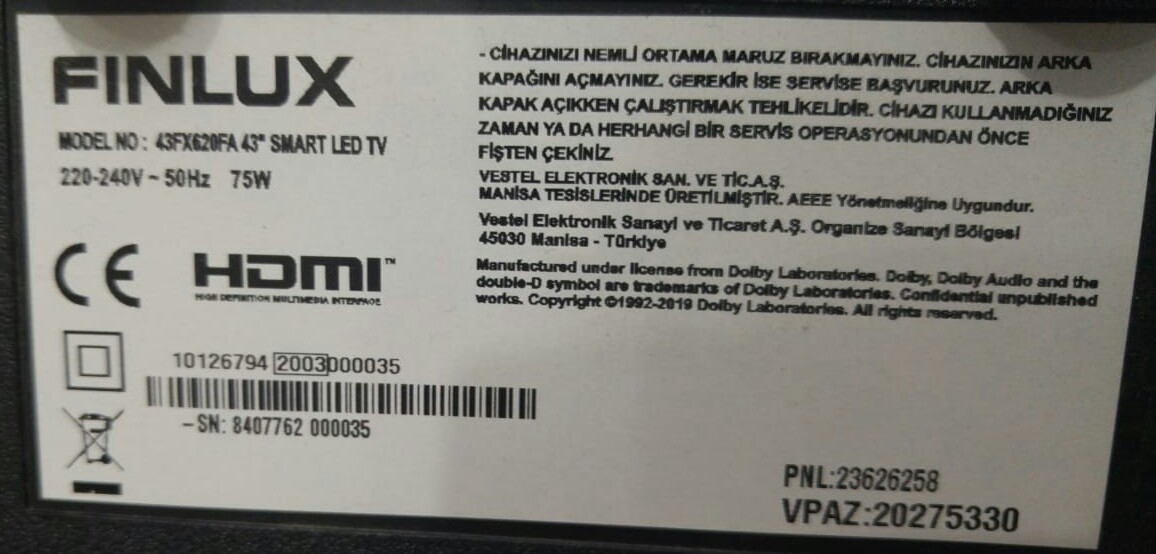 FINLUX
MODEL NO : 43FX620FA 43" SMART LED TV
220-240V ~ 50Hz 75W
- CİHAZINIZI NEMLİ ORTAMA MARUZ BIRAKMAYINIZ. CİHAZINIZIN ARKA
KAPAĞINI AÇMAYINIZ. GEREKİR İSE SERVİSE BAŞVURUNUZ. ARKA
KAPAK AÇIKKEN ÇALIŞTIRMAK TEHLİKELİDİR. CİHAZI KULLANMADIĞINIZ
ZAMAN YA DA HERHANGİ BİR SERVİS OPERASYONUNDAN ÖNCE
FİŞTEN ÇEKİNİZ.
VESTEL ELEKTRONİK SAN. VE TİC.A.Ş.
MANİSA TESİSLERİNDE ÜRETİLMİŞTİR. AEEE Yönetmeliğine Uygundur.
Vestel Elektronik Sanayi ve Ticaret A.Ş. Organize Sanayi Bölgesi
45030 Manisa - Türkiye
Manufactured under license from Dolby Laboratories. Dolby, Dolby Audio and the
double-D symbol are trademarks of Dolby Laboratories. Confidential unpublished
works. Copyright ©1992-2019 Dolby Laboratories. All rights reserved.
CE HDMI™
HIGH DEFINITION MULTIMEDIA INTERFACE
10126794 2003000035
-SN: 8407762 000035
PNL:23626258
VPAZ:20275330